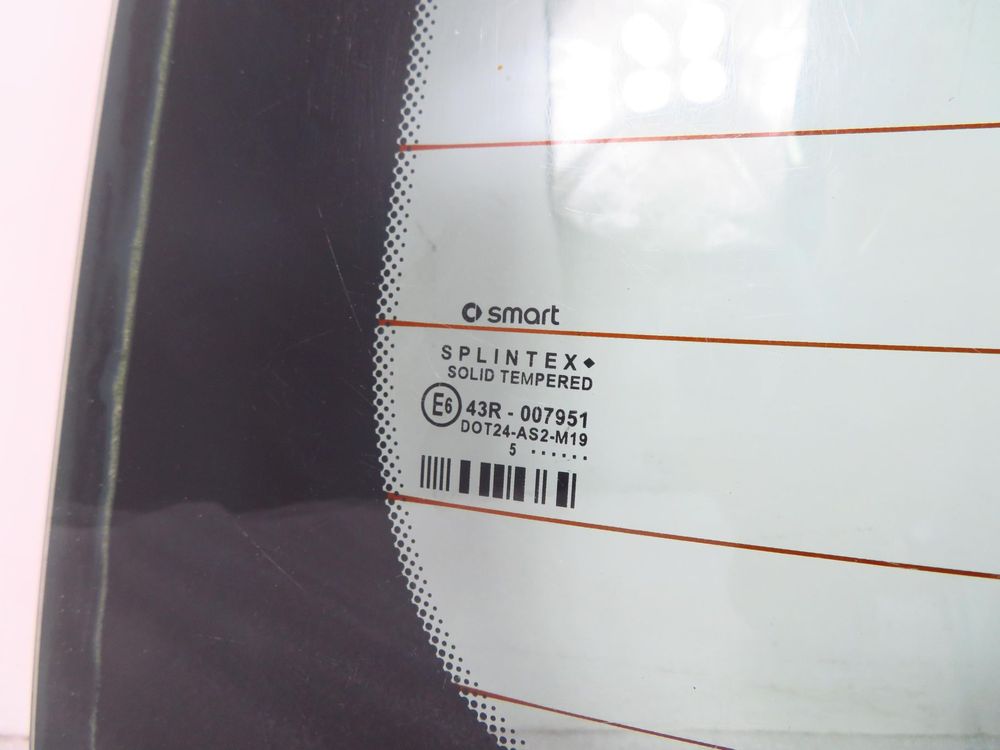 smart
SPLINTEX◆
SOLID TEMPERED
E6 43R - 007951
DOT24-AS2-M19
5 ......